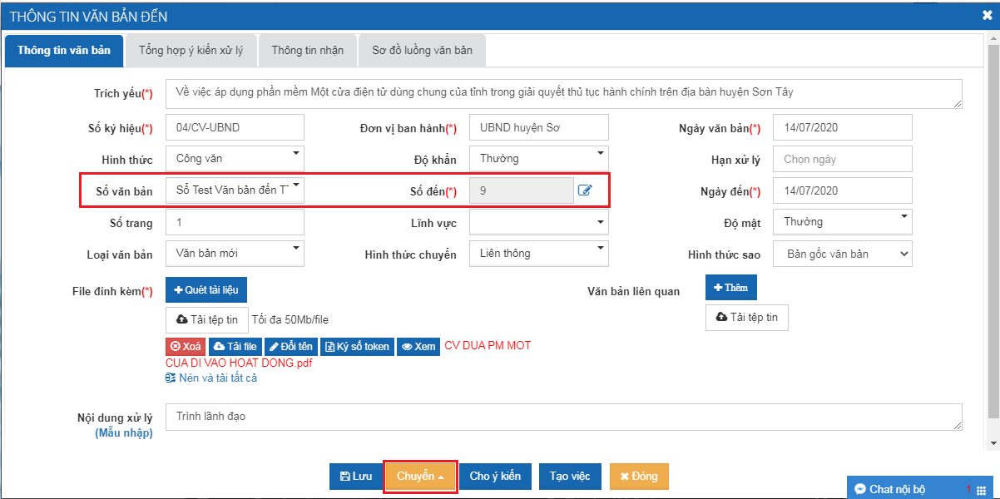 THÔNG TIN VĂN BẢN ĐẾN
Thông tin văn bản Tổng hợp ý kiến xử lý Thông tin nhận Sơ đồ luồng văn bản
Trích yếu(*) Về việc áp dụng phần mềm Một cửa điện tử dùng chung của tỉnh trong giải quyết thủ tục hành chính trên địa bàn huyện Sơn Tây
Số ký hiệu(*) 04/CV-UBND Đơn vị ban hành(*) UBND huyện Sơ Ngày văn bản(*) 14/07/2020
Hình thức Công văn Độ khẩn Thường Hạn xử lý Chọn ngày
Sổ văn bản Sổ Test Văn bản đến T Số đến(*) 9 Ngày đến(*) 14/07/2020
Số trang 1 Lĩnh vực Độ mật Thường
Loại văn bản Văn bản mới Hình thức chuyển Liên thông Hình thức sao Bản gốc văn bản
File đính kèm(*) Quét tài liệu Văn bản liên quan Thêm
Tải tệp tin Tối đa 50Mb/file Tải tệp tin
Xoá Tải file Đổi tên Ký số token Xem CV DUA PM MOT
CUA DI VAO HOAT DONG.pdf
Nén và tải tất cả
Nội dung xử lý Trình lãnh đạo
(Mẫu nhập)
Lưu Chuyển Cho ý kiến Tạo việc Đóng
Chat nội bộ 1